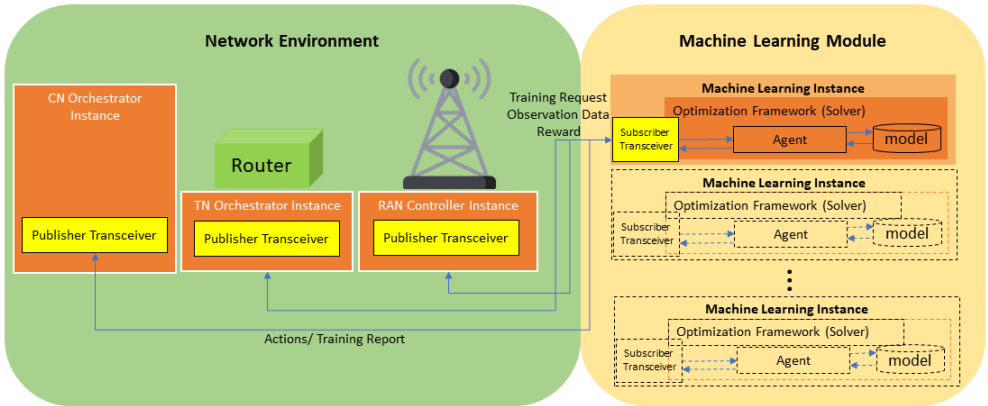 Network Environment
CN Orchestrator
Instance
Publisher Transceiver
Router
TN Orchestrator Instance
Publisher Transceiver
RAN Controller Instance
Publisher Transceiver
Training Request
Observation Data
Reward
Actions/ Training Report
Machine Learning Module
Machine Learning Instance
Optimization Framework (Solver)
Subscriber
Transceiver
Agent
model
Machine Learning Instance
Optimization Framework (Solver)
Subscriber
Transceiver
Agent
model
Machine Learning Instance
Optimization Framework (Solver)
Subscriber
Transceiver
Agent
model